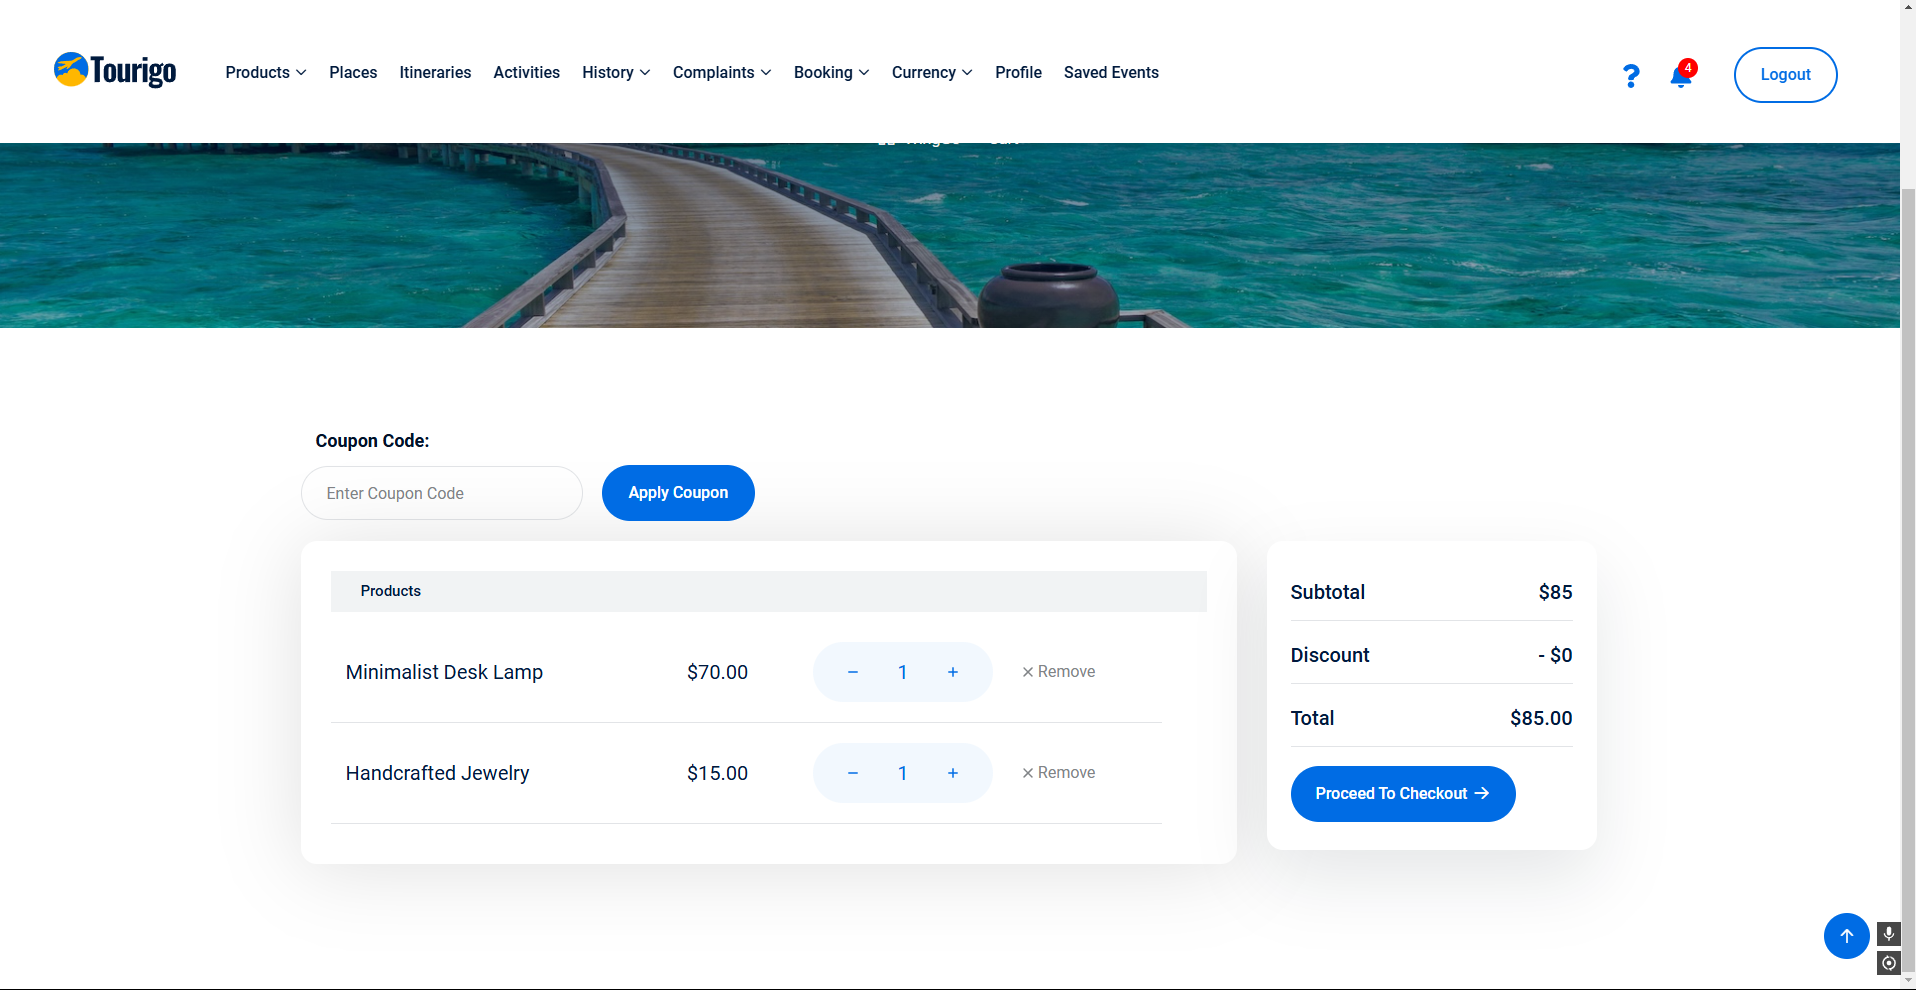 Tourigo
Products Places Itineraries Activities History Complaints Booking Currency Profile Saved Events
? 4 Logout
Coupon Code:
Enter Coupon Code Apply Coupon
Products
Minimalist Desk Lamp $70.00 − 1 + × Remove
Handcrafted Jewelry $15.00 − 1 + × Remove
Subtotal $85
Discount - $0
Total $85.00
Proceed To Checkout →